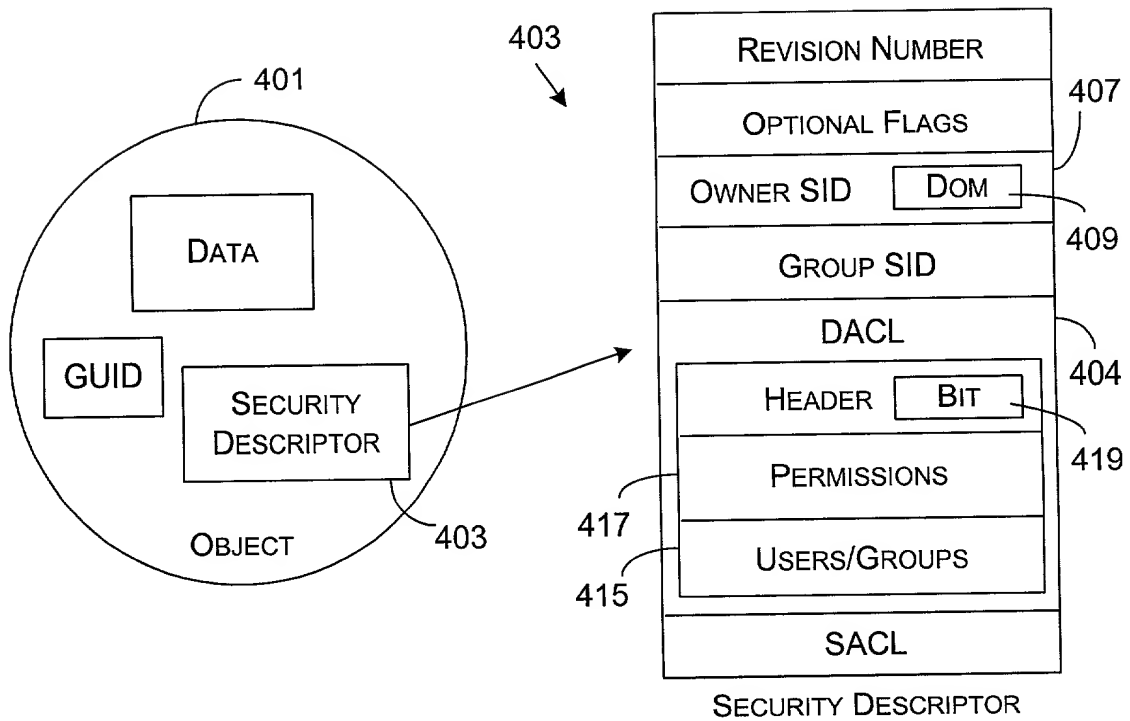 401
DATA
GUID
SECURITY
DESCRIPTOR
403
OBJECT
403
REVISION NUMBER
OPTIONAL FLAGS
407
OWNER SID DOM
409
GROUP SID
DACL
404
HEADER BIT
419
PERMISSIONS
417
USERS/GROUPS
415
SACL
SECURITY DESCRIPTOR